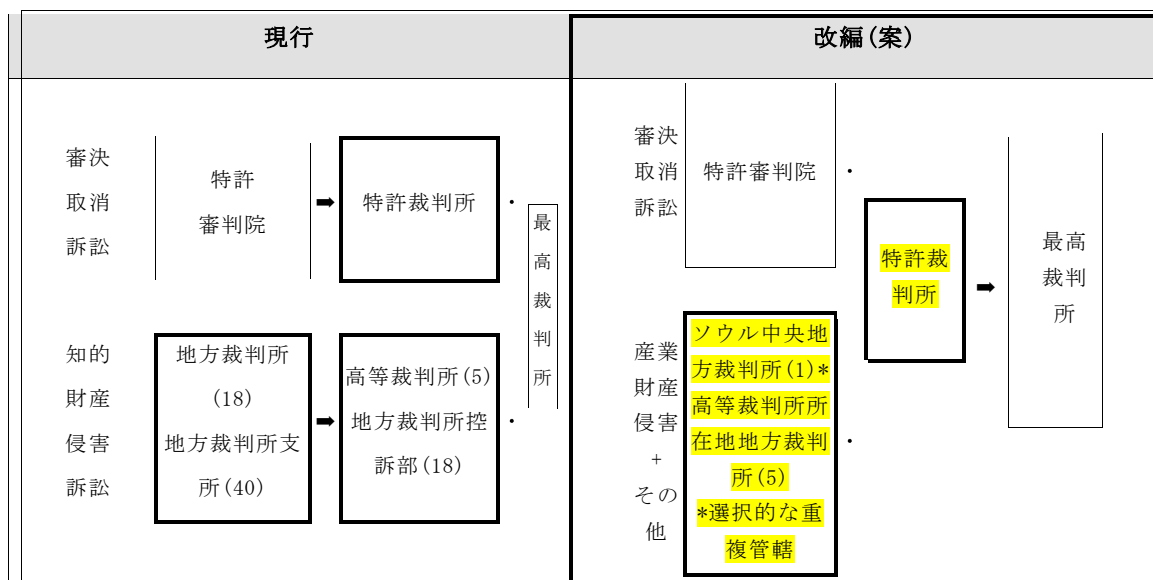 現行
改編(案)
審決
取消
訴訟
特許
審判院
➡
特許裁判所
・
最
高
裁
判
所
知的
財産
侵害
訴訟
地方裁判所
(18)
地方裁判所支
所(40)
➡
高等裁判所(5)
地方裁判所控
訴部(18)
・
審決
取消
訴訟
特許審判院
・
産業
財産
侵害
+
その
他
ソウル中央地
方裁判所(1)*
高等裁判所所
在地地方裁判
所(5)
*選択的な重
複管轄
・
特許裁
判所
➡
最高
裁判
所